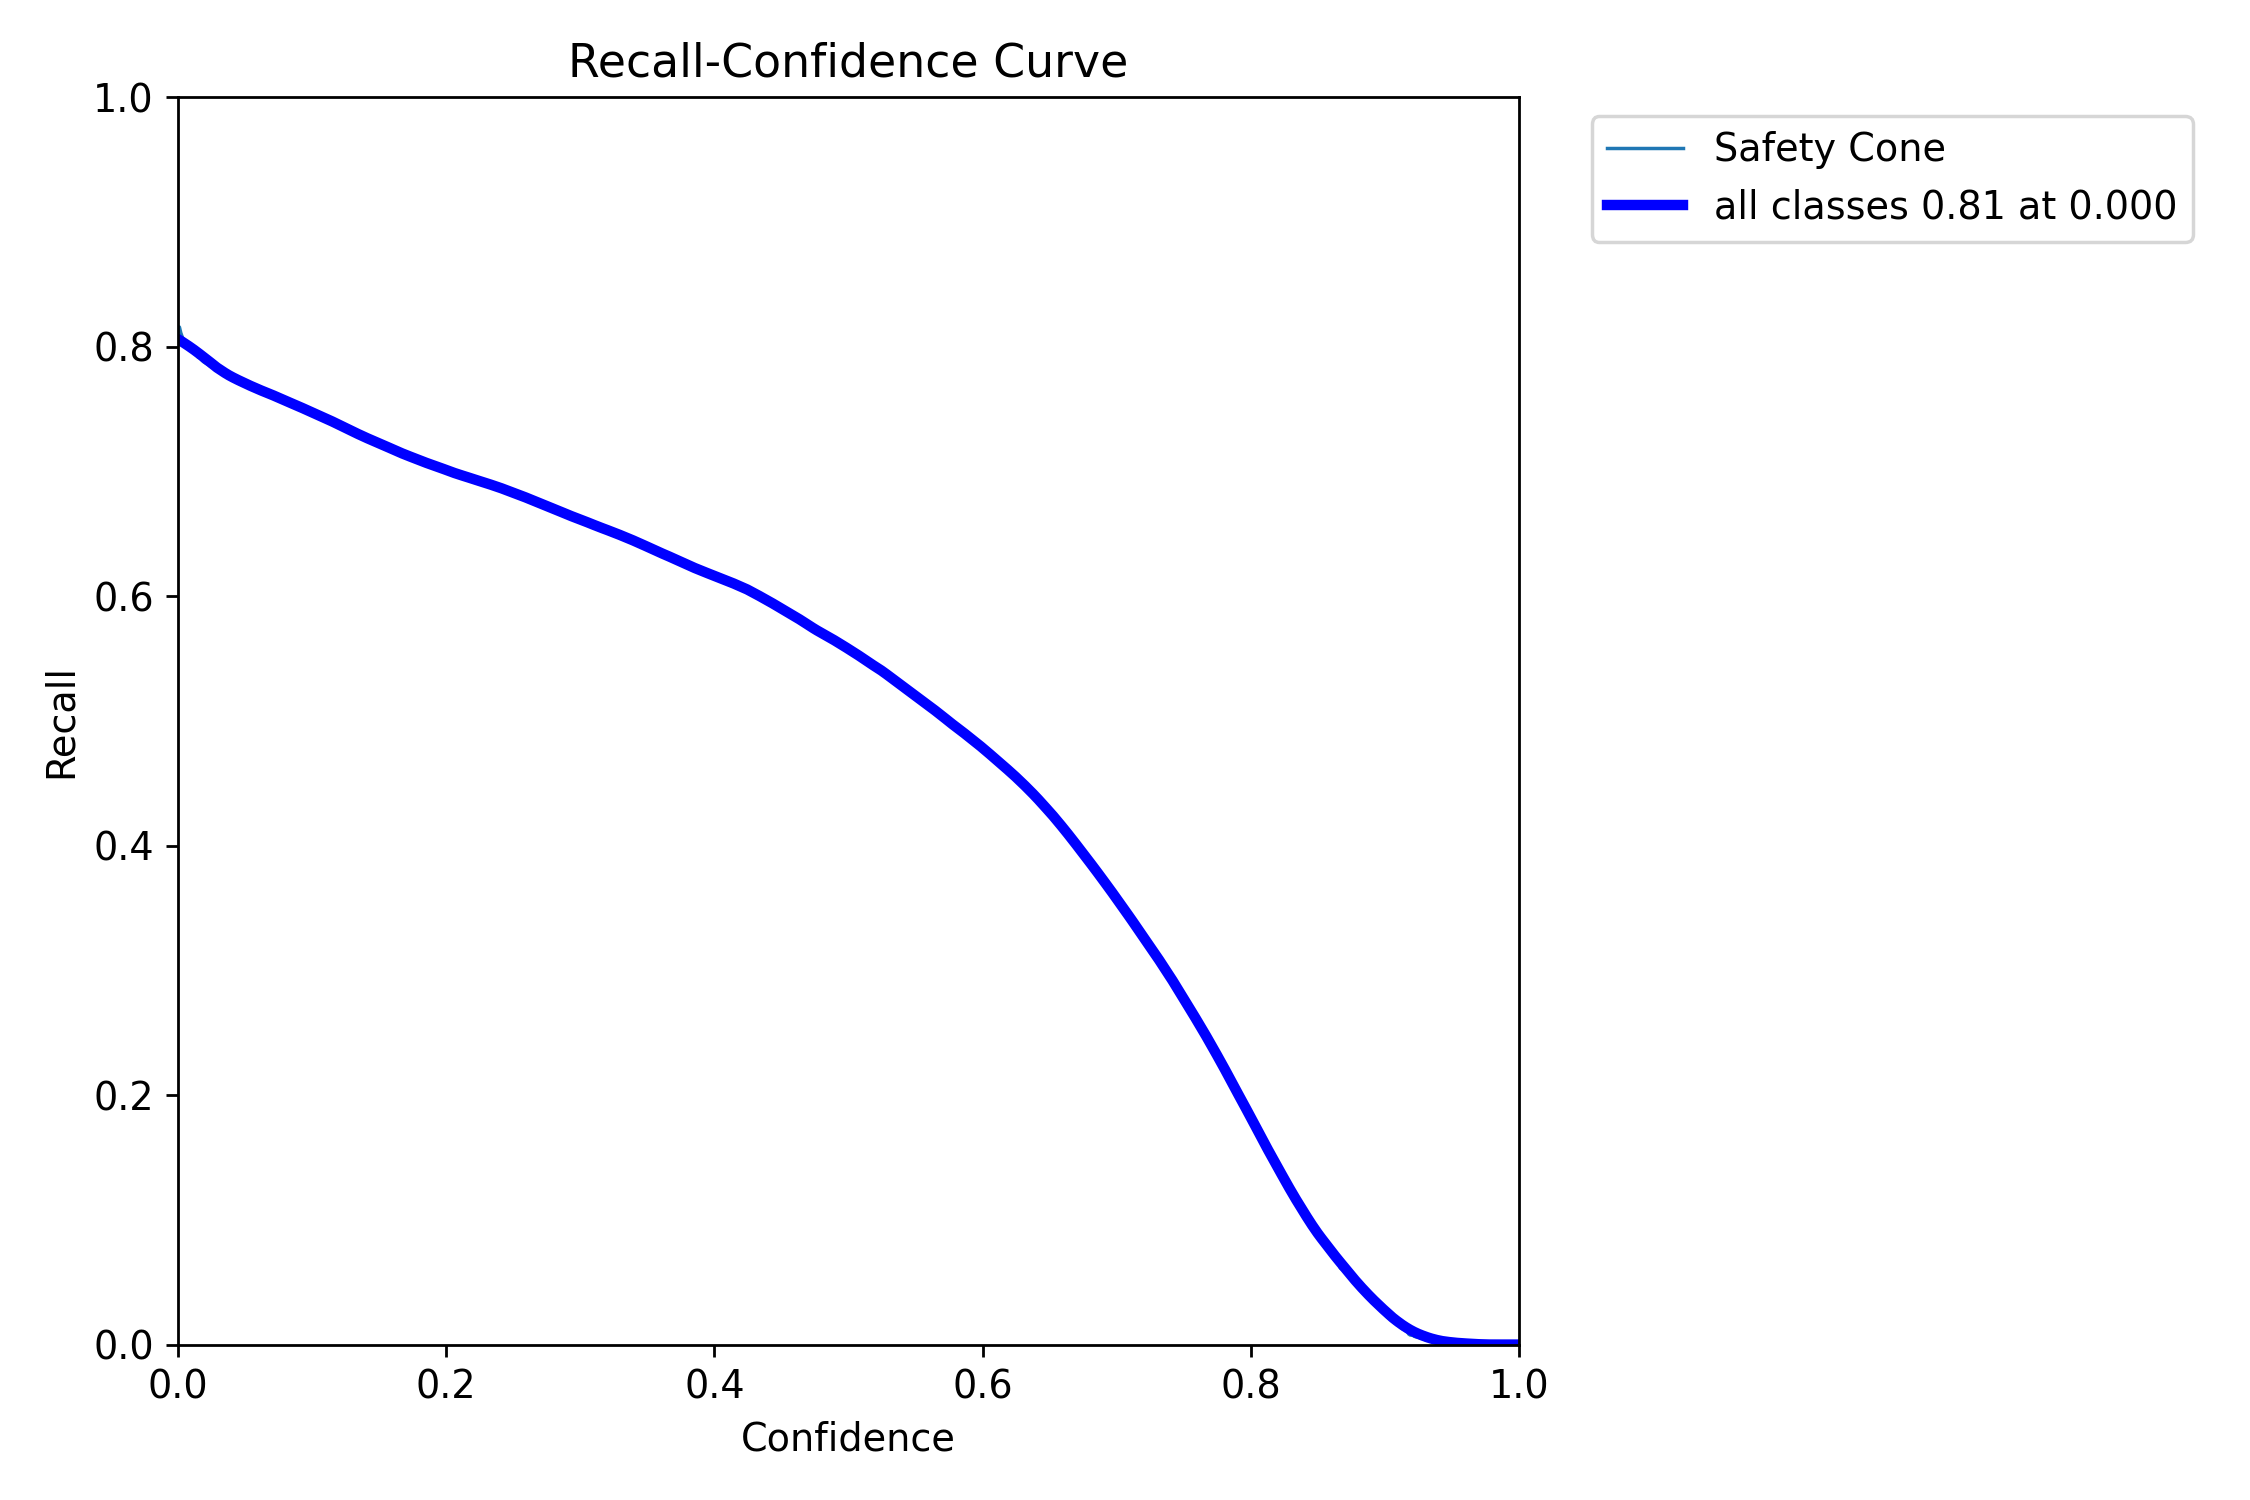 Recall-Confidence Curve
Safety Cone
all classes 0.81 at 0.000
Recall
1.0
0.8
0.6
0.4
0.2
0.0
0.0 0.2 0.4 0.6 0.8 1.0
Confidence